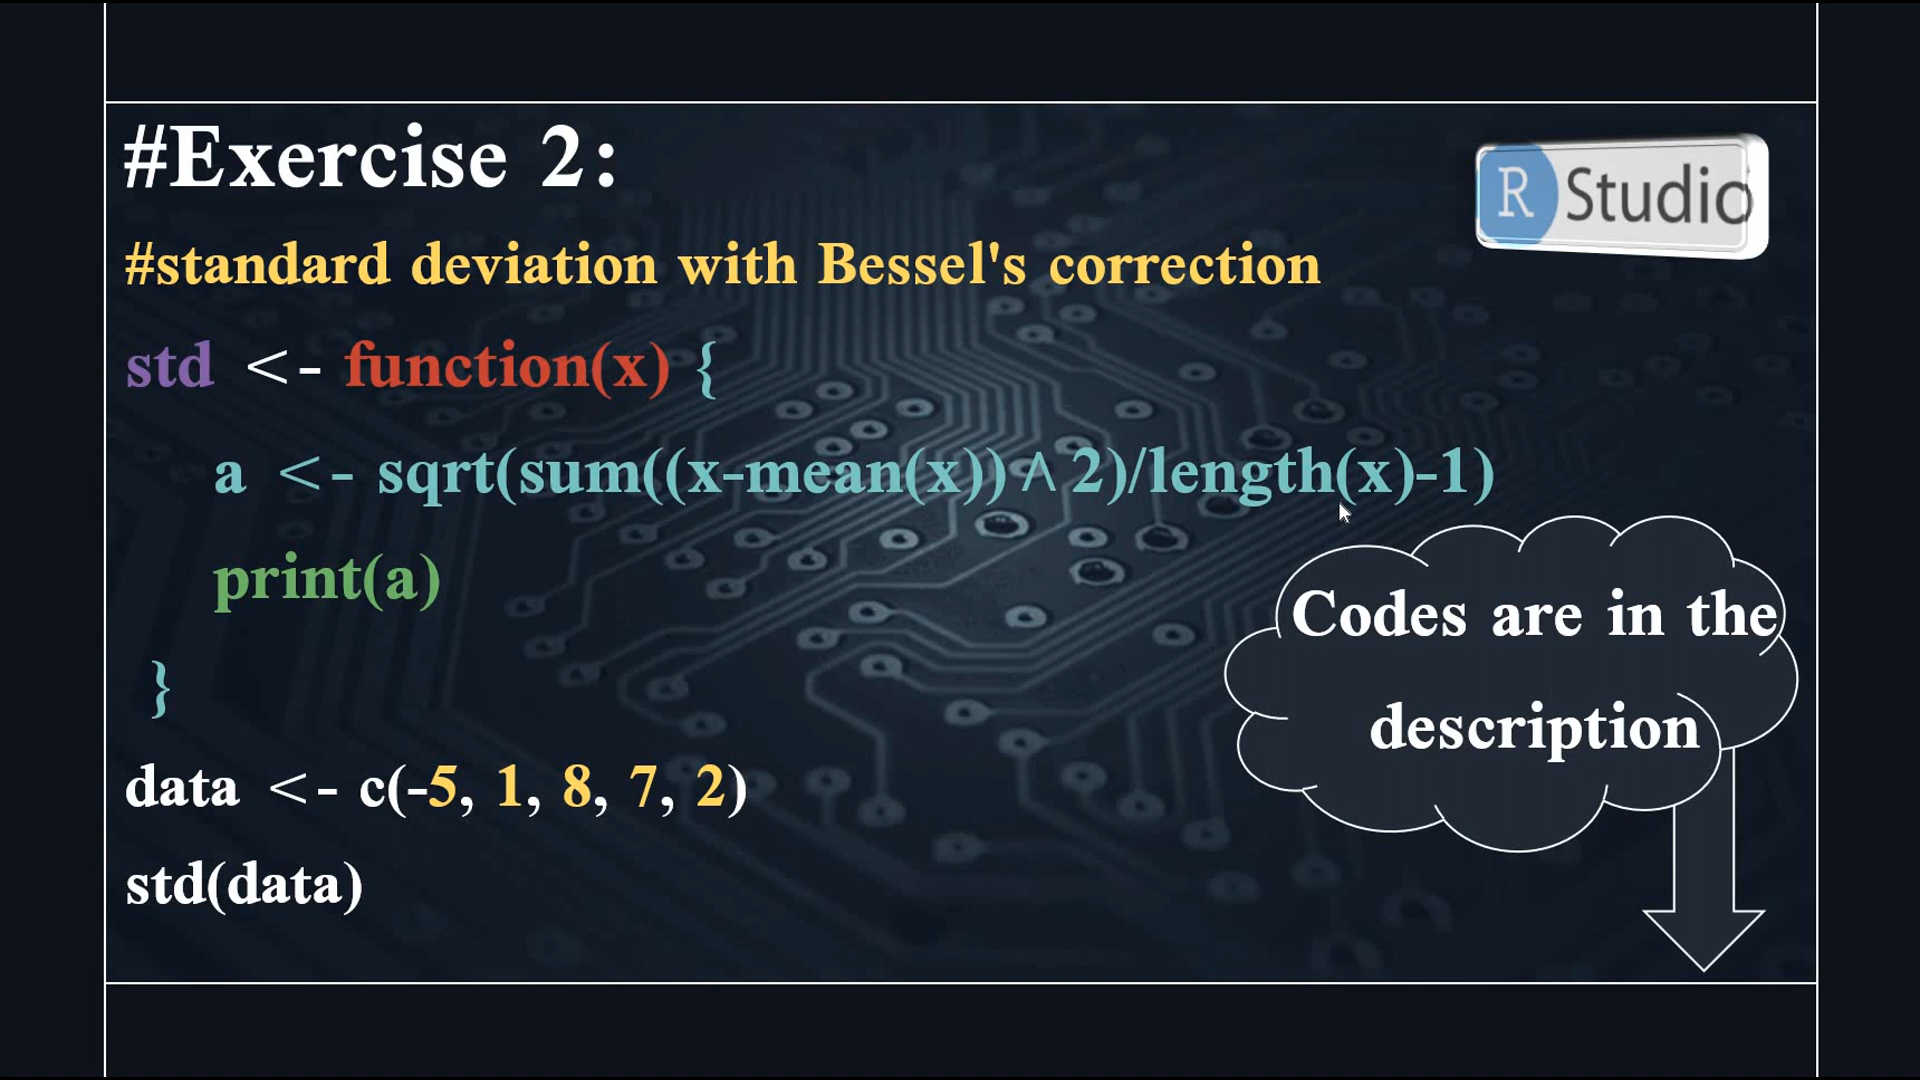 #Exercise 2:
R Studio
#standard deviation with Bessel's correction
std <- function(x) {
a <- sqrt(sum((x-mean(x))^2)/length(x)-1)
print(a)
}
data <- c(-5, 1, 8, 7, 2)
std(data)
Codes are in the
description